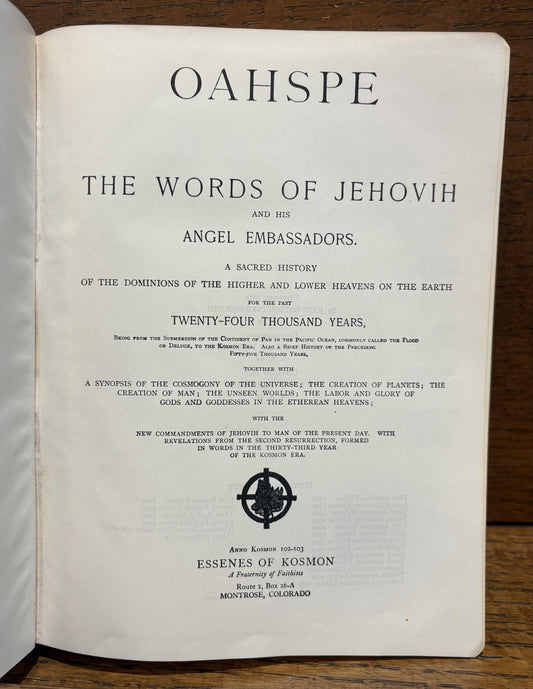 OAHSPE
THE WORDS OF JEHOVIH
AND HIS
ANGEL EMBASSADORS.
A SACRED HISTORY
OF THE DOMINIONS OF THE HIGHER AND LOWER HEAVENS ON THE EARTH
FOR THE PAST
TWENTY-FOUR THOUSAND YEARS,
Being from the Submersion of the Continent of Pan in the Pacific Ocean, commonly called the Flood
or Deluge, to the Kosmon Era. Also a Brief History of the Preceding
Fifty-five Thousand Years,
TOGETHER WITH
A SYNOPSIS OF THE COSMOGONY OF THE UNIVERSE; THE CREATION OF PLANETS; THE
CREATION OF MAN; THE UNSEEN WORLDS; THE LABOR AND GLORY OF
GODS AND GODDESSES IN THE ETHEREAN HEAVENS;
WITH THE
NEW COMMANDMENTS OF JEHOVIH TO MAN OF THE PRESENT DAY. WITH
REVELATIONS FROM THE SECOND RESURRECTION, FORMED
IN WORDS IN THE THIRTY-THIRD YEAR
OF THE KOSMON ERA.
Anno Kosmon 102-103
ESSENES OF KOSMON
A Fraternity of Faithists
Route 2, Box 26-A
MONTROSE, COLORADO